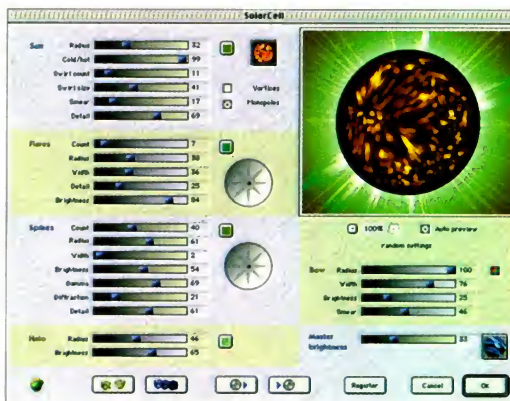 SolarCell
Sun
Radius 32
Cold/hot 99
Swirl count 11
Swirl size 41
Smear 17
Detail 69
Vortices
Monopoles
Flares
Count 7
Radius 38
Width 36
Detail 25
Brightness 84
Spikes
Count 40
Radius 61
Width 2
Brightness 54
Gamma 69
Diffraction 21
Detail 61
Halo
Radius 46
Brightness 65
100%
Auto preview
random settings
Bow
Radius 100
Width 76
Brightness 25
Smear 46
Master brightness 33
Register
Cancel
OK